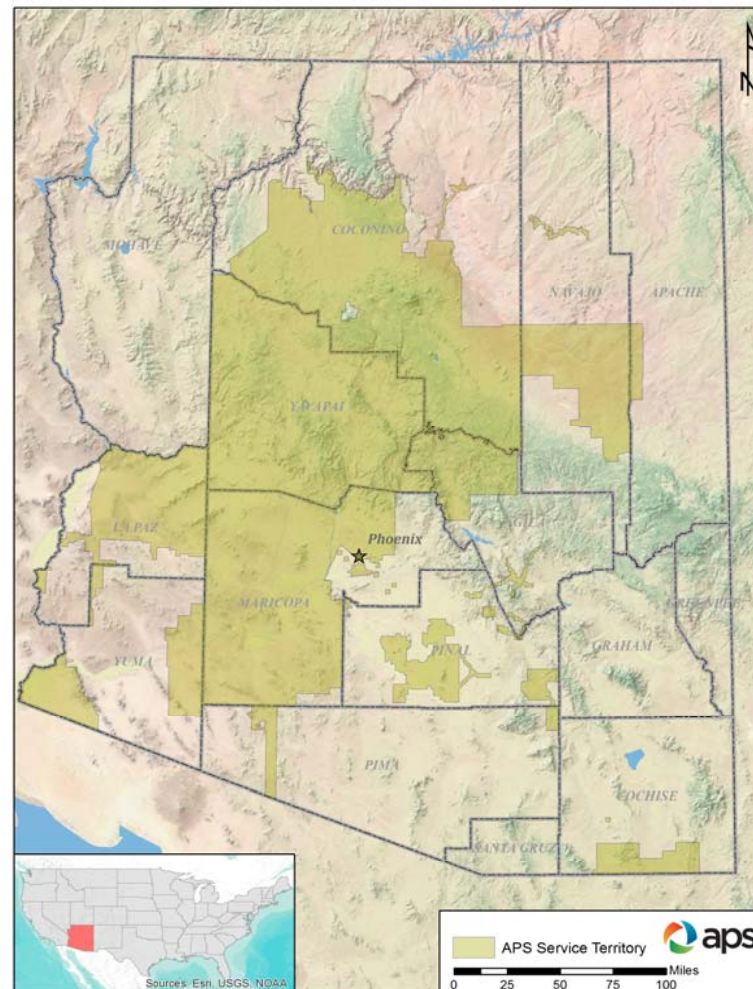 N
MOHAVE
COCONINO
NAVAJO
APACHE
YAVAPAI
LA PAZ
Phoenix
GILA
MARICOPA
GREENLEE
YUMA
PINAL
GRAHAM
PIMA
COCHISE
SANTA CRUZ
APS Service Territory
aps
Miles
0 25 50 75 100
Sources: Esri, USGS, NOAA